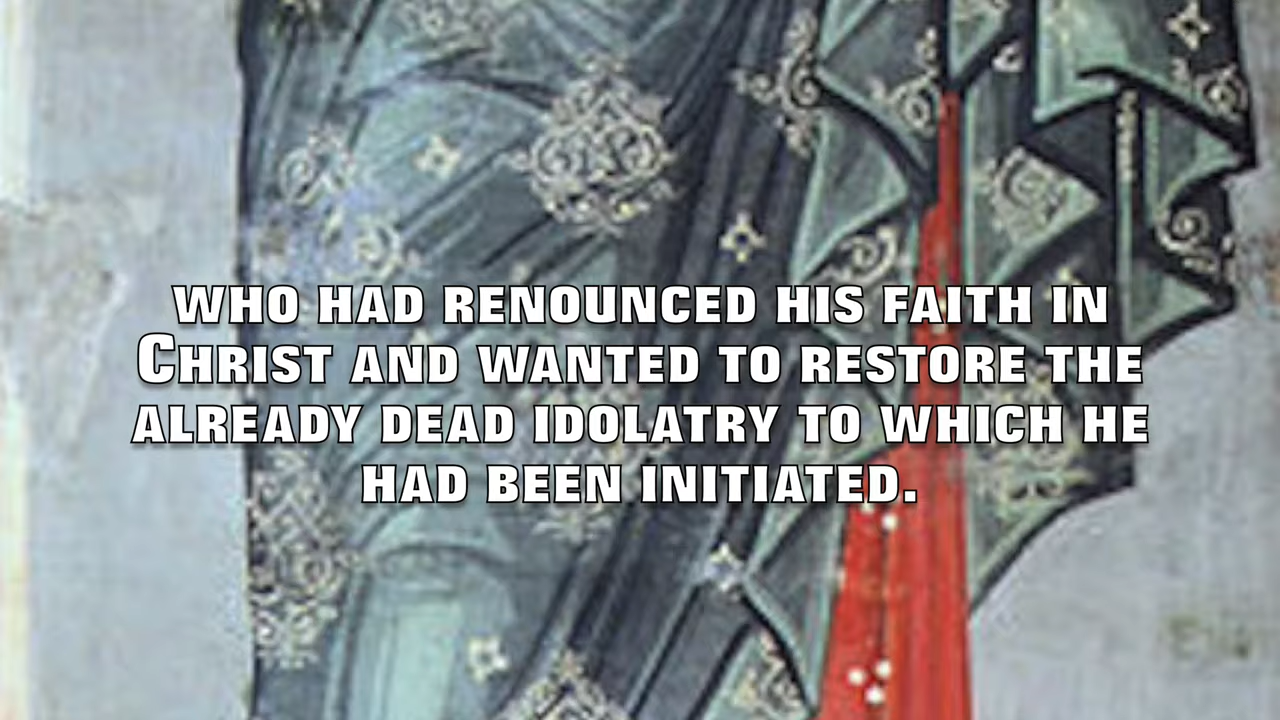 who had renounced his faith in
Christ and wanted to restore the
already dead idolatry to which he
had been initiated.